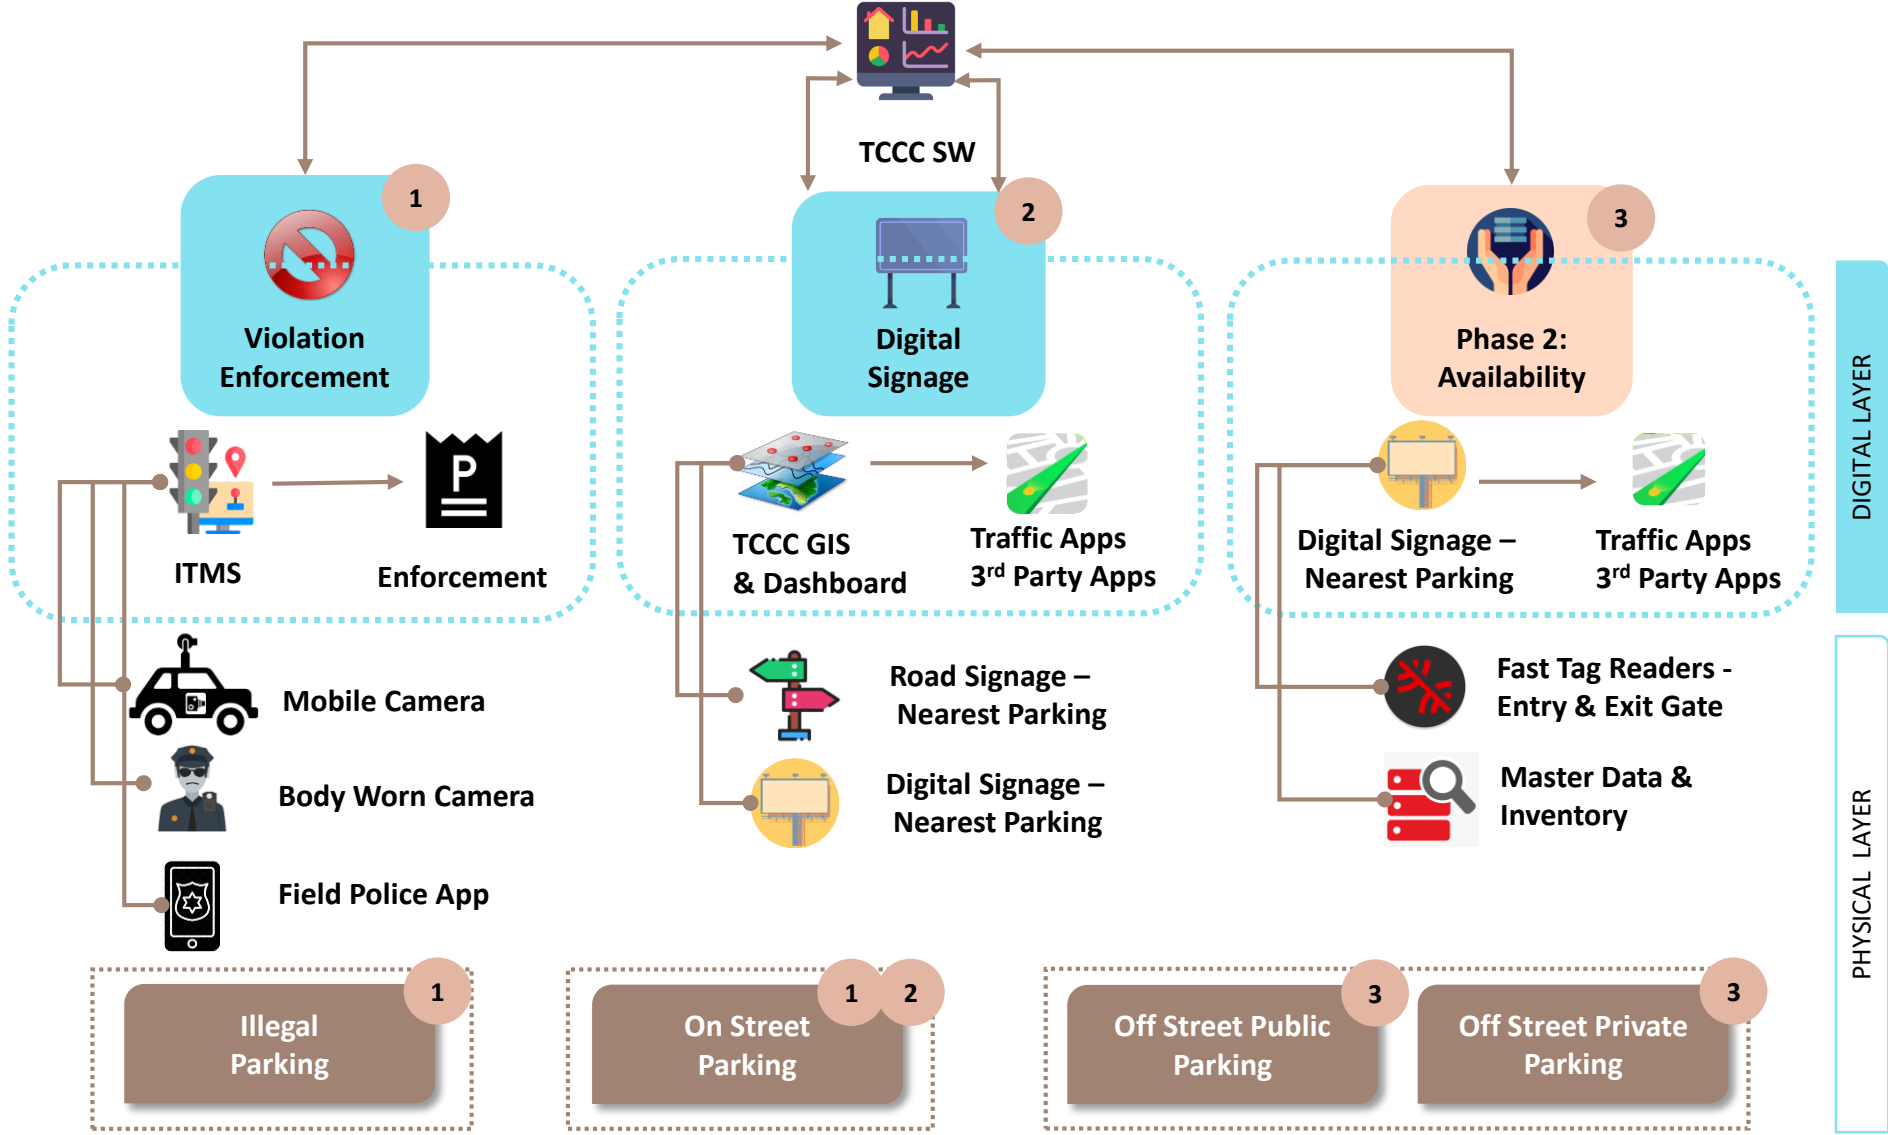 TCCC SW
1
Violation
Enforcement
2
Digital
Signage
3
Phase 2:
Availability
ITMS
P
Enforcement
TCCC GIS
& Dashboard
Traffic Apps
3rd Party Apps
Digital Signage –
Nearest Parking
Traffic Apps
3rd Party Apps
DIGITAL LAYER
Mobile Camera
Body Worn Camera
Field Police App
Road Signage –
Nearest Parking
Digital Signage –
Nearest Parking
Fast Tag Readers -
Entry & Exit Gate
Master Data &
Inventory
PHYSICAL LAYER
1
Illegal
Parking
1 2
On Street
Parking
3
Off Street Public
Parking
3
Off Street Private
Parking